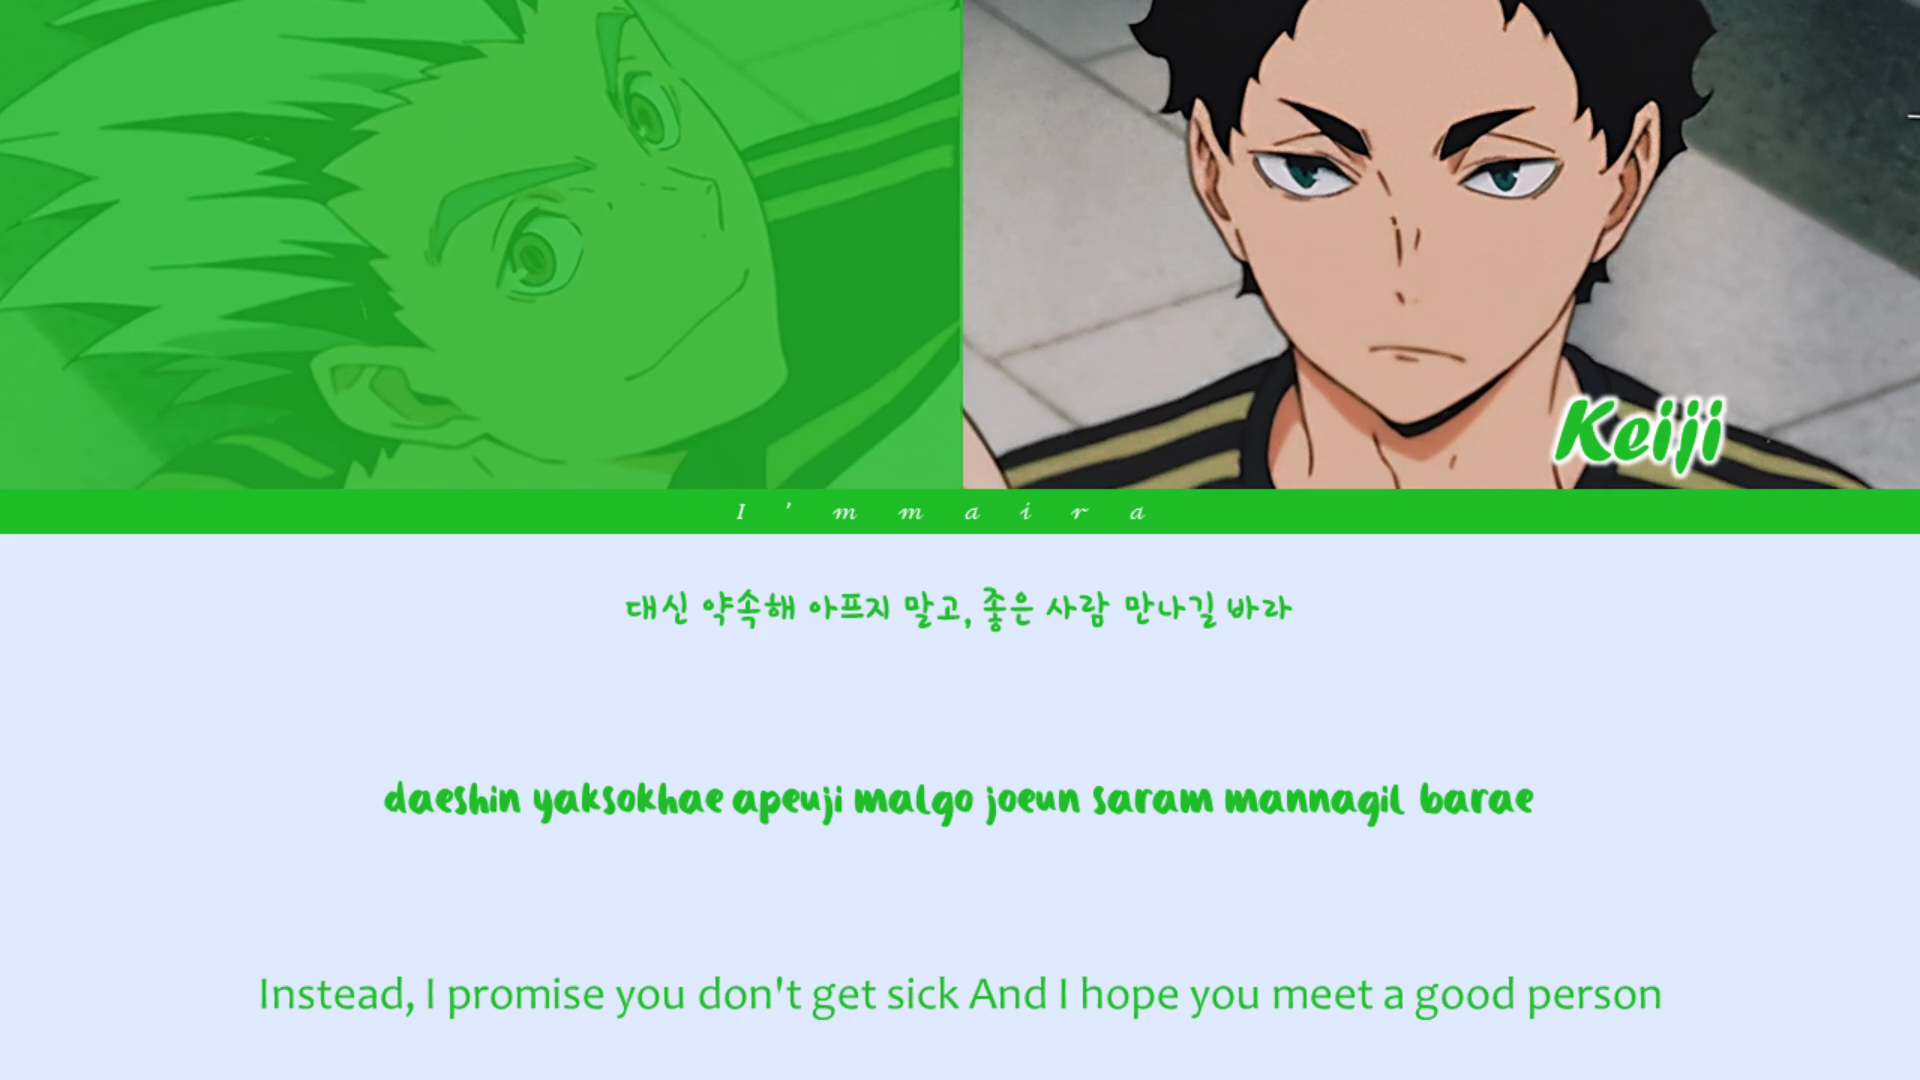 Keiji
I'm maira
대신 약속해 아프지 말고, 좋은 사람 만나길 바라
daeshin yaksokhae apeuji malgo joeun saram mannagil barae
Instead, I promise you don't get sick And I hope you meet a good person